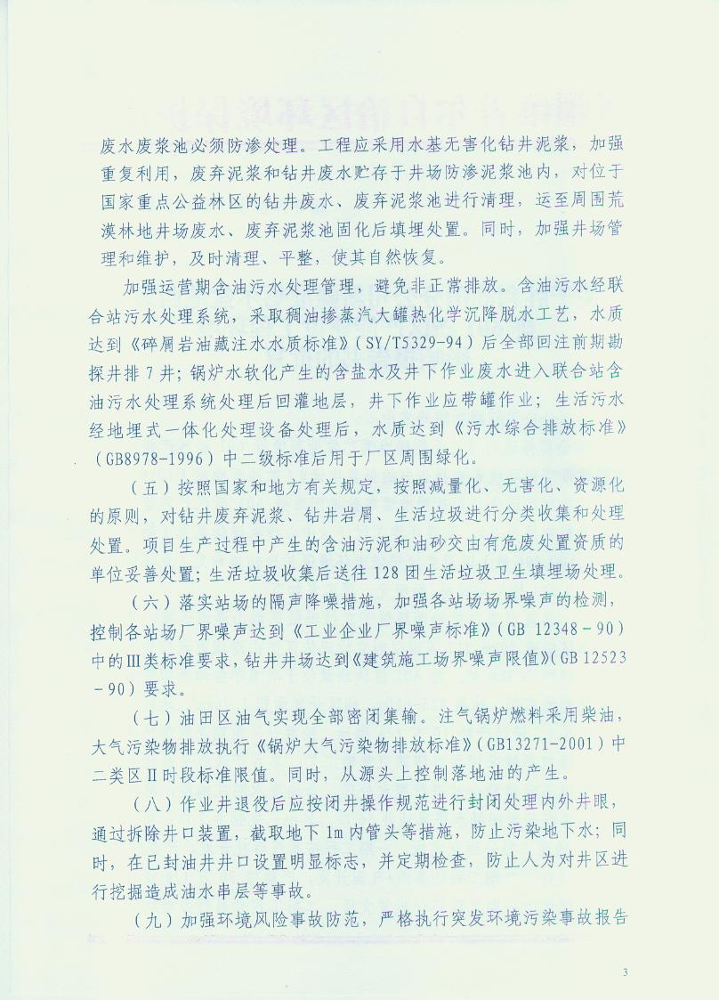 废水废浆池必须防渗处理。工程应采用水基无害化钻井泥浆，加强
重复利用，废弃泥浆和钻井废水贮存于井场防渗泥浆池内，对位于
国家重点公益林区的钻井废水、废弃泥浆池进行清理，运至周围荒
漠林地井场废水、废弃泥浆池固化后填埋处置。同时，加强井场管
理和维护，及时清理、平整，使其自然恢复。
加强运营期含油污水处理管理，避免非正常排放。含油污水经联
合站污水处理系统，采取稠油掺蒸汽大罐热化学沉降脱水工艺，水质
达到《碎屑岩油藏注水水质标准》（SY/T5329-94）后全部回注前期勘
探井排7井；锅炉水软化产生的含盐水及井下作业废水进入联合站含
油污水处理系统处理后回灌地层，井下作业应带罐作业；生活污水
经地埋式一体化处理设备处理后，水质达到《污水综合排放标准》
（GB8978-1996）中二级标准后用于厂区周围绿化。
（五）按照国家和地方有关规定，按照减量化、无害化、资源化
的原则，对钻井废弃泥浆、钻井岩屑、生活垃圾进行分类收集和处理
处置。项目生产过程中产生的含油污泥和油砂交由有危废处置资质的
单位妥善处置；生活垃圾收集后送往128团生活垃圾卫生填埋场处理。
（六）落实站场的隔声降噪措施，加强各站场场界噪声的检测，
控制各站场厂界噪声达到《工业企业厂界噪声标准》（GB 12348-90）
中的Ⅲ类标准要求，钻井井场达到《建筑施工场界噪声限值》（GB 12523
-90）要求。
（七）油田区油气实现全部密闭集输。注气锅炉燃料采用柴油，
大气污染物排放执行《锅炉大气污染物排放标准》（GB13271-2001）中
二类区Ⅱ时段标准限值。同时，从源头上控制落地油的产生。
（八）作业井退役后应按闭井操作规范进行封闭处理内外井眼，
通过拆除井口装置，截取地下1m内管头等措施，防止污染地下水；同
时，在已封油井井口设置明显标志，并定期检查，防止人为对井区进
行挖掘造成油水串层等事故。
（九）加强环境风险事故防范，严格执行突发环境污染事故报告
3